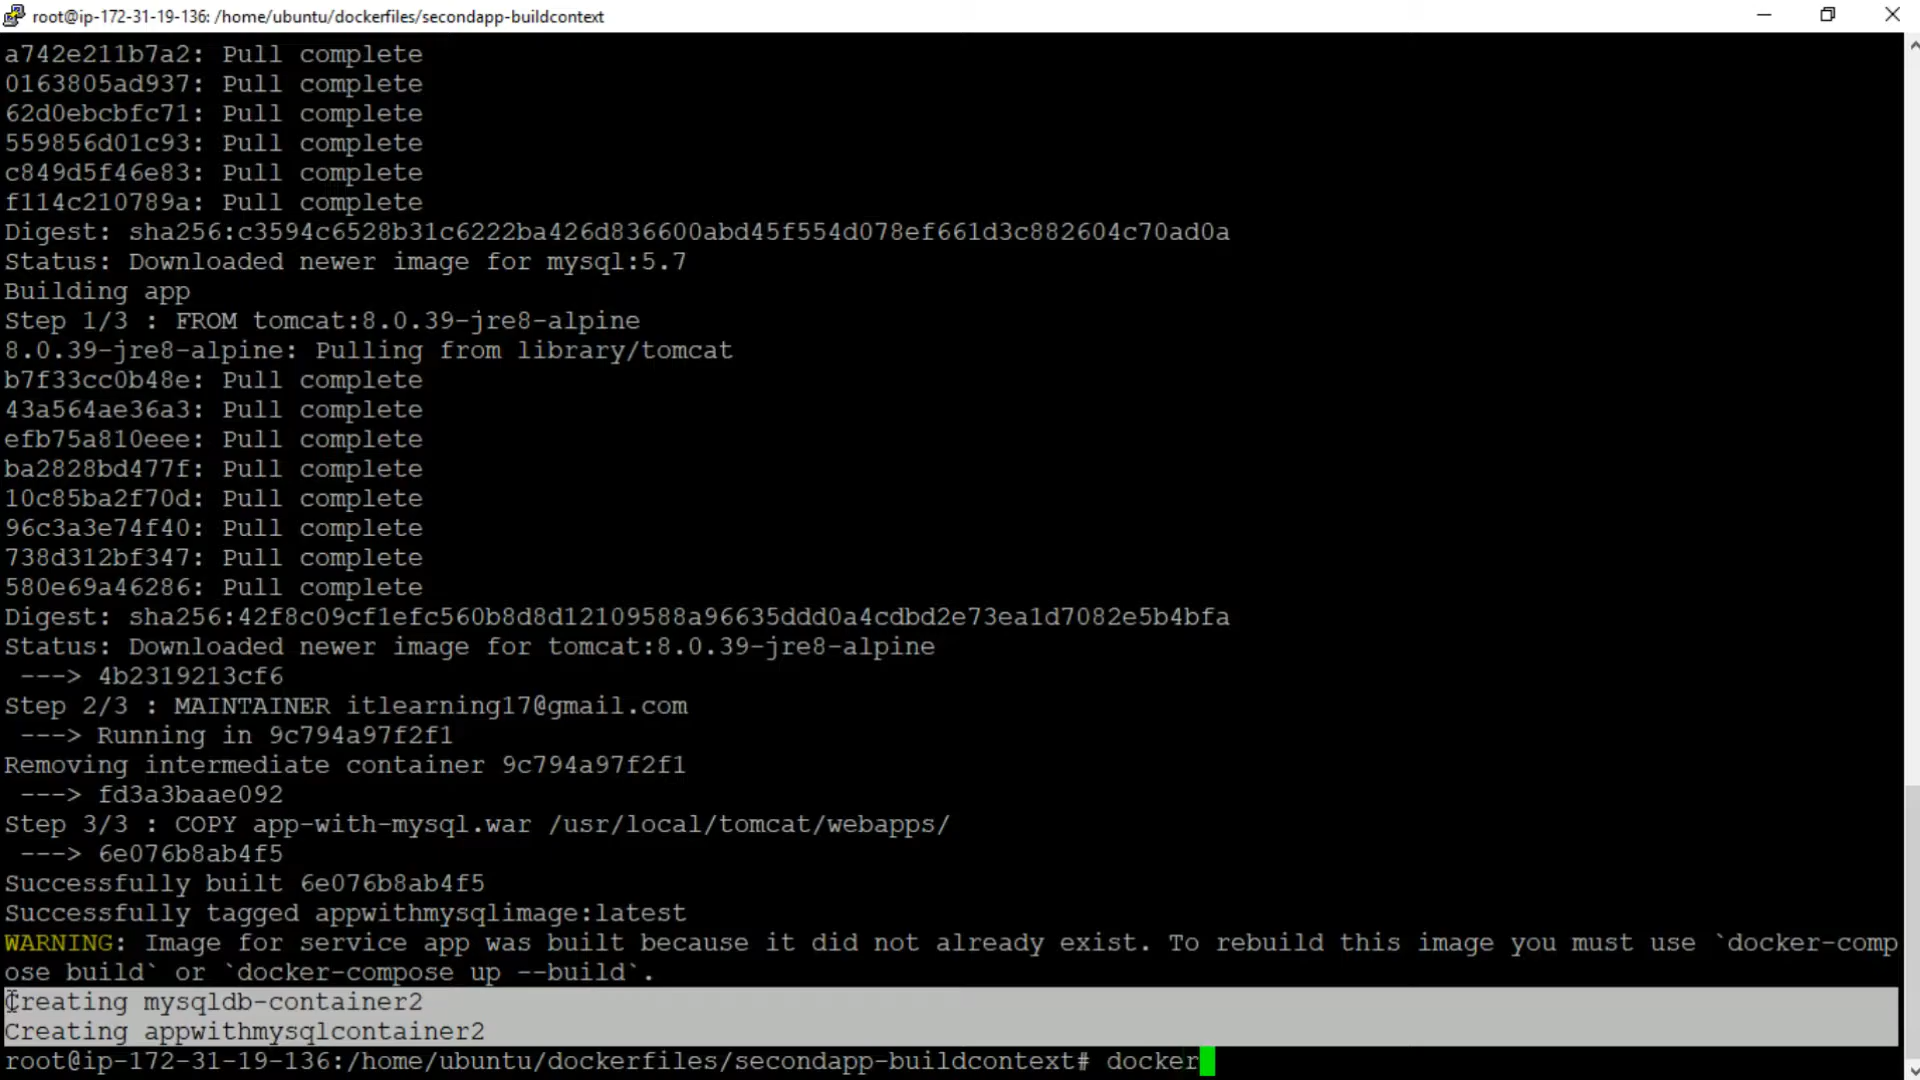 root@ip-172-31-19-136: /home/ubuntu/dockerfiles/secondapp-buildcontext
a742e211b7a2: Pull complete
0163805ad937: Pull complete
62d0ebcbfc71: Pull complete
559856d01c93: Pull complete
c849d5f46e83: Pull complete
f114c210789a: Pull complete
Digest: sha256:c3594c6528b31c6222ba426d836600abd45f554d078ef661d3c882604c70ad0a
Status: Downloaded newer image for mysql:5.7
Building app
Step 1/3 : FROM tomcat:8.0.39-jre8-alpine
8.0.39-jre8-alpine: Pulling from library/tomcat
b7f33cc0b48e: Pull complete
43a564ae36a3: Pull complete
efb75a810eee: Pull complete
ba2828bd477f: Pull complete
10c85ba2f70d: Pull complete
96c3a3e74f40: Pull complete
738d312bf347: Pull complete
580e69a46286: Pull complete
Digest: sha256:42f8c09cf1efc560b8d8d12109588a96635ddd0a4cdbd2e73ea1d7082e5b4bfa
Status: Downloaded newer image for tomcat:8.0.39-jre8-alpine
 ---> 4b2319213cf6
Step 2/3 : MAINTAINER itlearning17@gmail.com
 ---> Running in 9c794a97f2f1
Removing intermediate container 9c794a97f2f1
 ---> fd3a3baae092
Step 3/3 : COPY app-with-mysql.war /usr/local/tomcat/webapps/
 ---> 6e076b8ab4f5
Successfully built 6e076b8ab4f5
Successfully tagged appwithmysqlimage:latest
WARNING: Image for service app was built because it did not already exist. To rebuild this image you must use `docker-comp
ose build` or `docker-compose up --build`.
Creating mysqldb-container2
Creating appwithmysqlcontainer2
root@ip-172-31-19-136:/home/ubuntu/dockerfiles/secondapp-buildcontext# docker